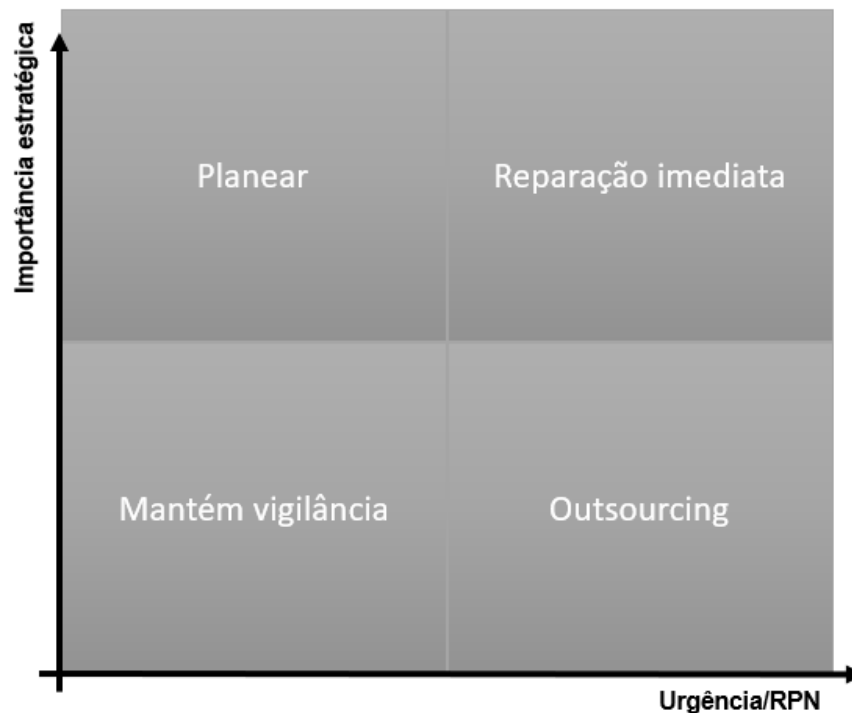 Importância estratégica
Planear
Reparação imediata
Mantém vigilância
Outsourcing
Urgência/RPN